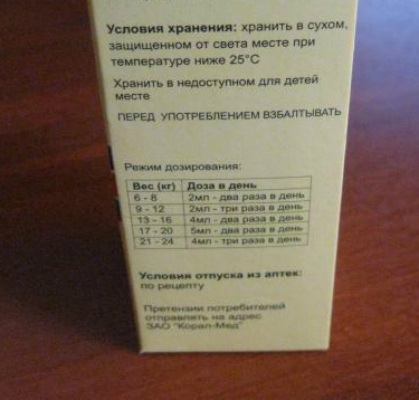 Условия хранения: хранить в сухом,
защищенном от света месте при
температуре ниже 25°С
Хранить в недоступном для детей
месте
ПЕРЕД УПОТРЕБЛЕНИЕМ ВЗБАЛТЫВАТЬ
Режим дозирования:
Вес (кг) Доза в день
6 - 8 2мл - два раза в день
9 - 12 2мл - три раза в день
13 - 16 4мл - два раза в день
17 - 20 5мл - два раза в день
21 - 24 4мл - три раза в день
Условия отпуска из аптек:
по рецепту
Претензии потребителей
отправлять на адрес
ЗАО "Корал-Мед"